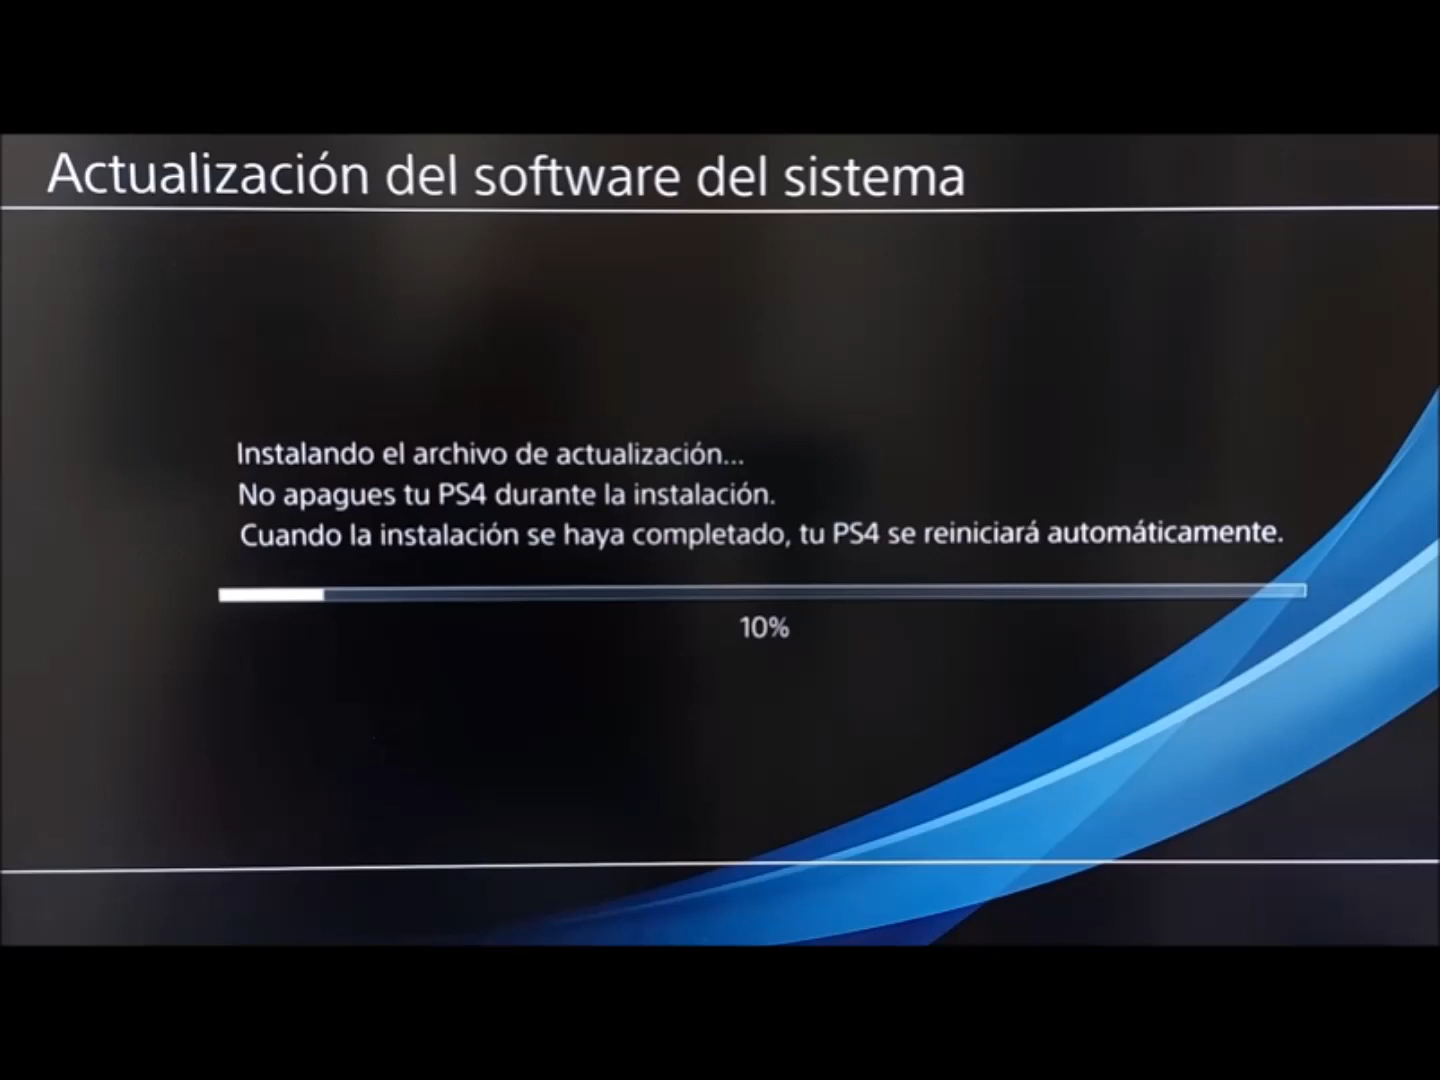 Actualización del software del sistema
Instalando el archivo de actualización...
No apagues tu PS4 durante la instalación.
Cuando la instalación se haya completado, tu PS4 se reiniciará automáticamente.
10%